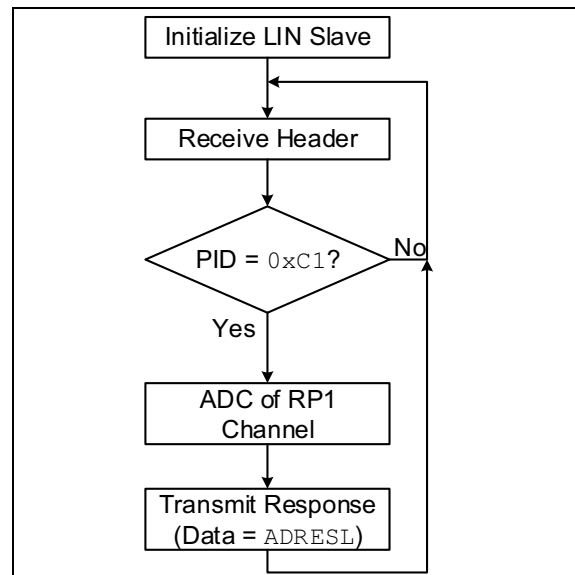 Initialize LIN Slave
Receive Header
PID = 0xC1?
No
Yes
ADC of RP1
Channel
Transmit Response
(Data = ADRESL)